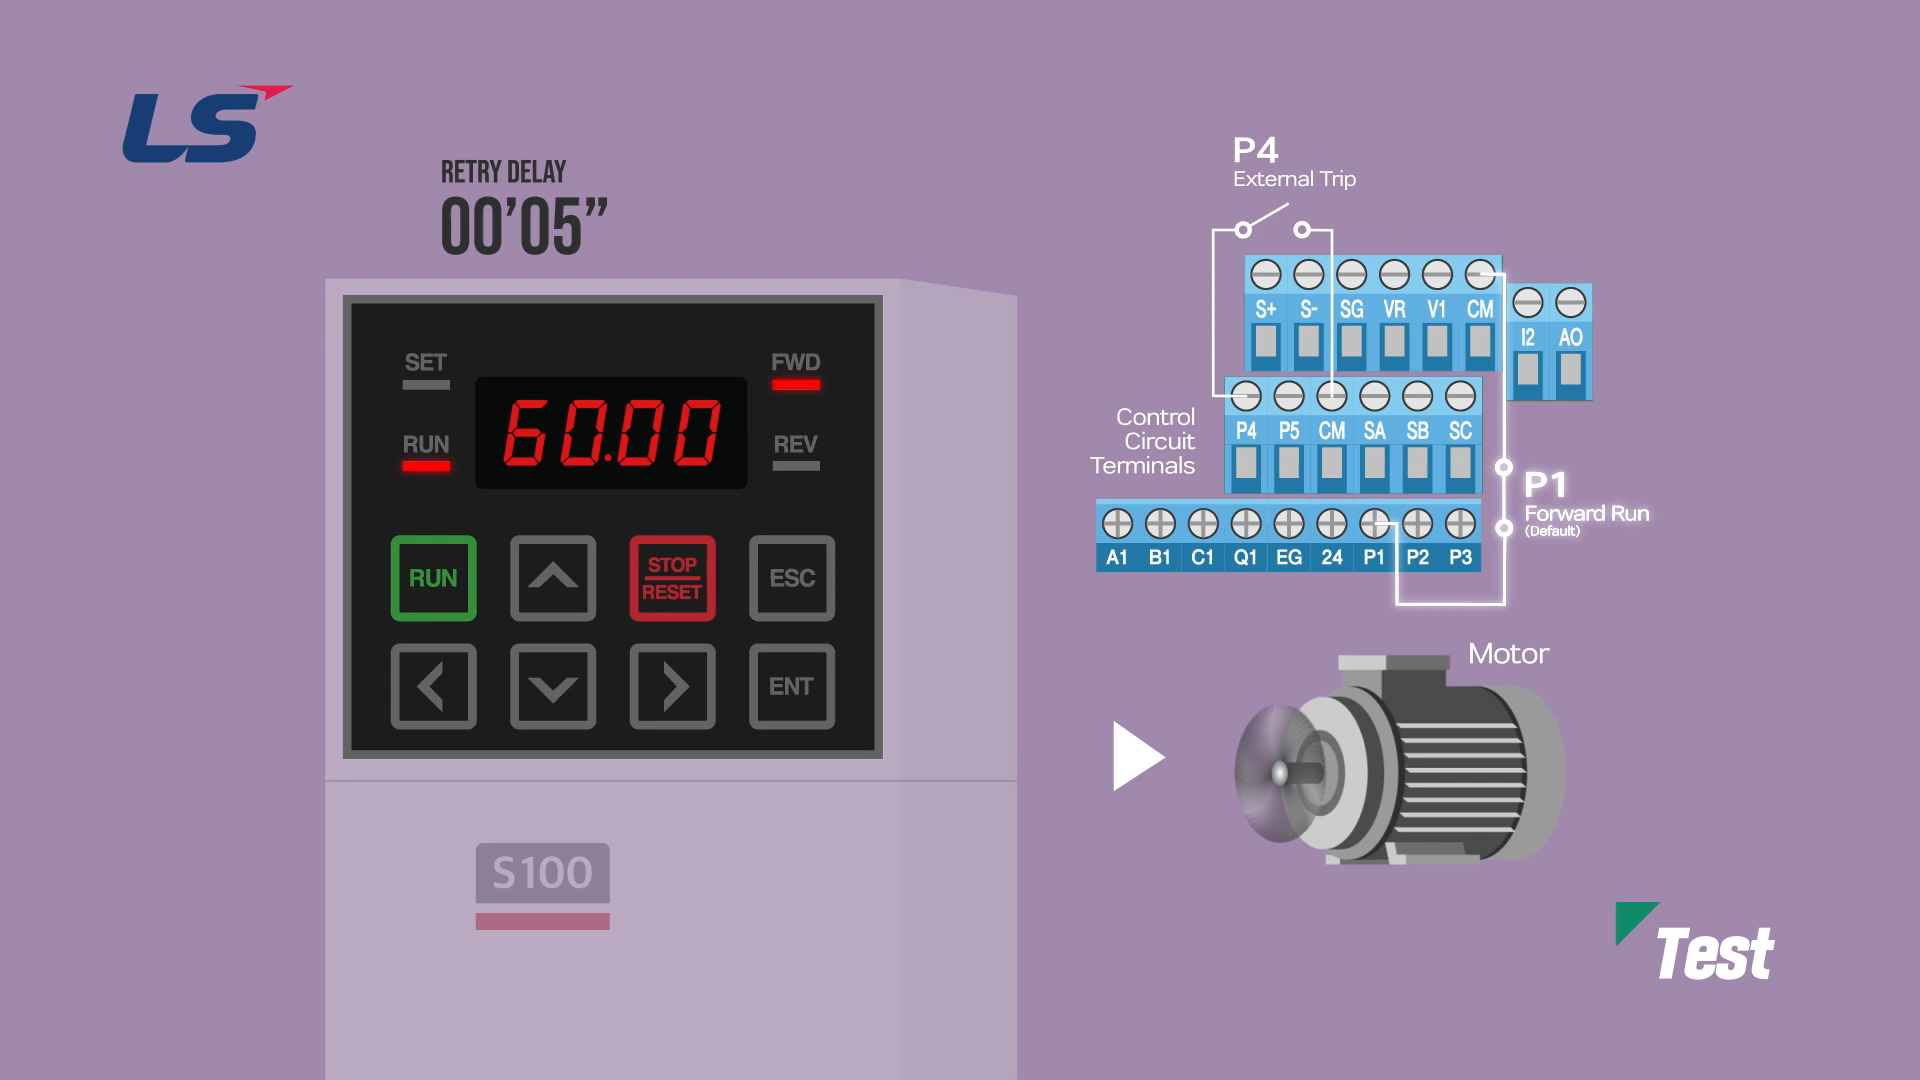 LS
RETRY DELAY
00’05”
SET
FWD
60.00
RUN
REV
RUN
STOP
RESET
ESC
ENT
S100
P4
External Trip
S+ S- SG VR V1 CM
I2 AO
Control
Circuit
Terminals
P4 P5 CM SA SB SC
P1
Forward Run
(Default)
A1 B1 C1 Q1 EG 24 P1 P2 P3
Motor
Test